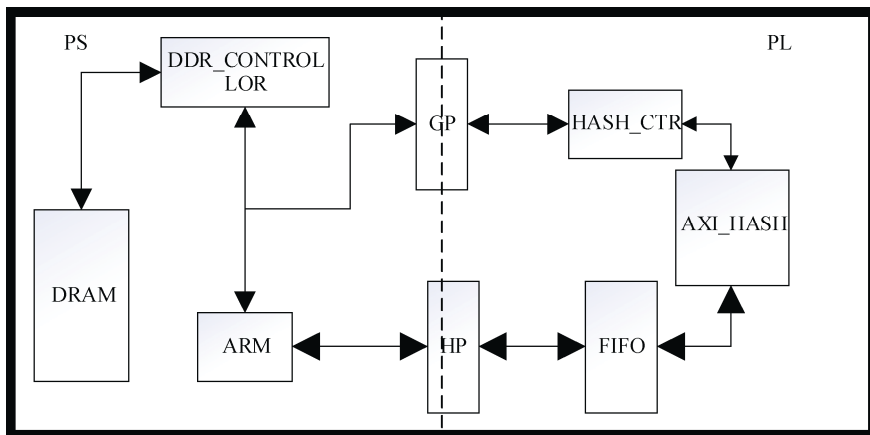 PS
PL
DDR_CONTROL
LOR
GP
HASH_CTR
AXI_HASH
DRAM
ARM
HP
FIFO